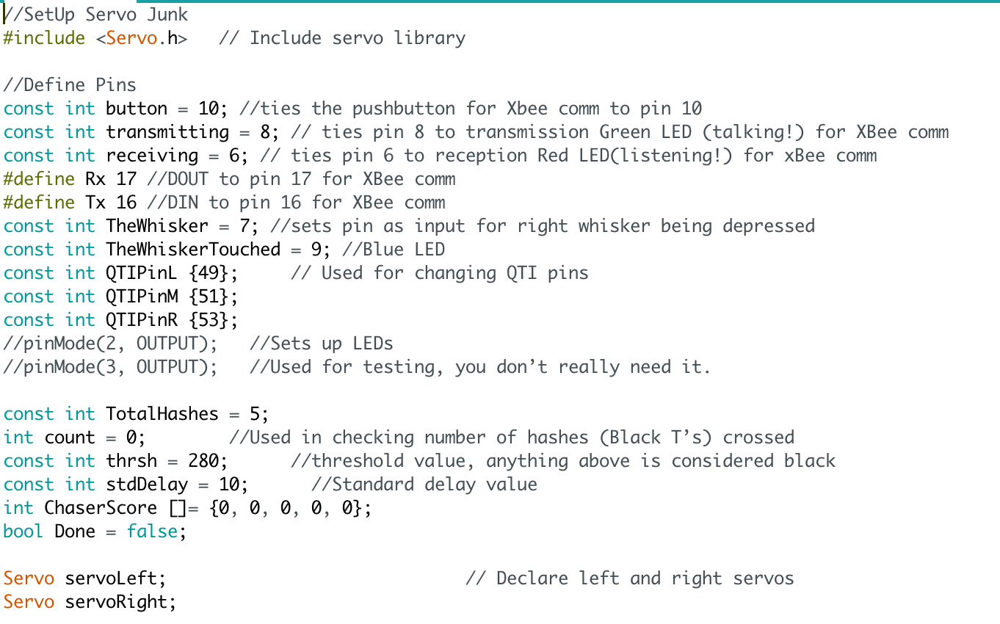 //SetUp Servo Junk
#include <Servo.h>   // Include servo library
//Define Pins
const int button = 10; //ties the pushbutton for Xbee comm to pin 10
const int transmitting = 8; // ties pin 8 to transmission Green LED (talking!) for XBee comm
const int receiving = 6; // ties pin 6 to reception Red LED(listening!) for xBee comm
#define Rx 17 //DOUT to pin 17 for XBee comm
#define Tx 16 //DIN to pin 16 for XBee comm
const int TheWhisker = 7; //sets pin as input for right whisker being depressed
const int TheWhiskerTouched = 9; //Blue LED
const int QTIPinL {49};     // Used for changing QTI pins
const int QTIPinM {51};
const int QTIPinR {53};
//pinMode(2, OUTPUT);   //Sets up LEDs
//pinMode(3, OUTPUT);   //Used for testing, you don’t really need it.
const int TotalHashes = 5;
int count = 0;        //Used in checking number of hashes (Black T’s) crossed
const int thrsh = 280;      //threshold value, anything above is considered black
const int stdDelay = 10;      //Standard delay value
int ChaserScore []= {0, 0, 0, 0, 0};
bool Done = false;
Servo servoLeft;                             // Declare left and right servos
Servo servoRight;